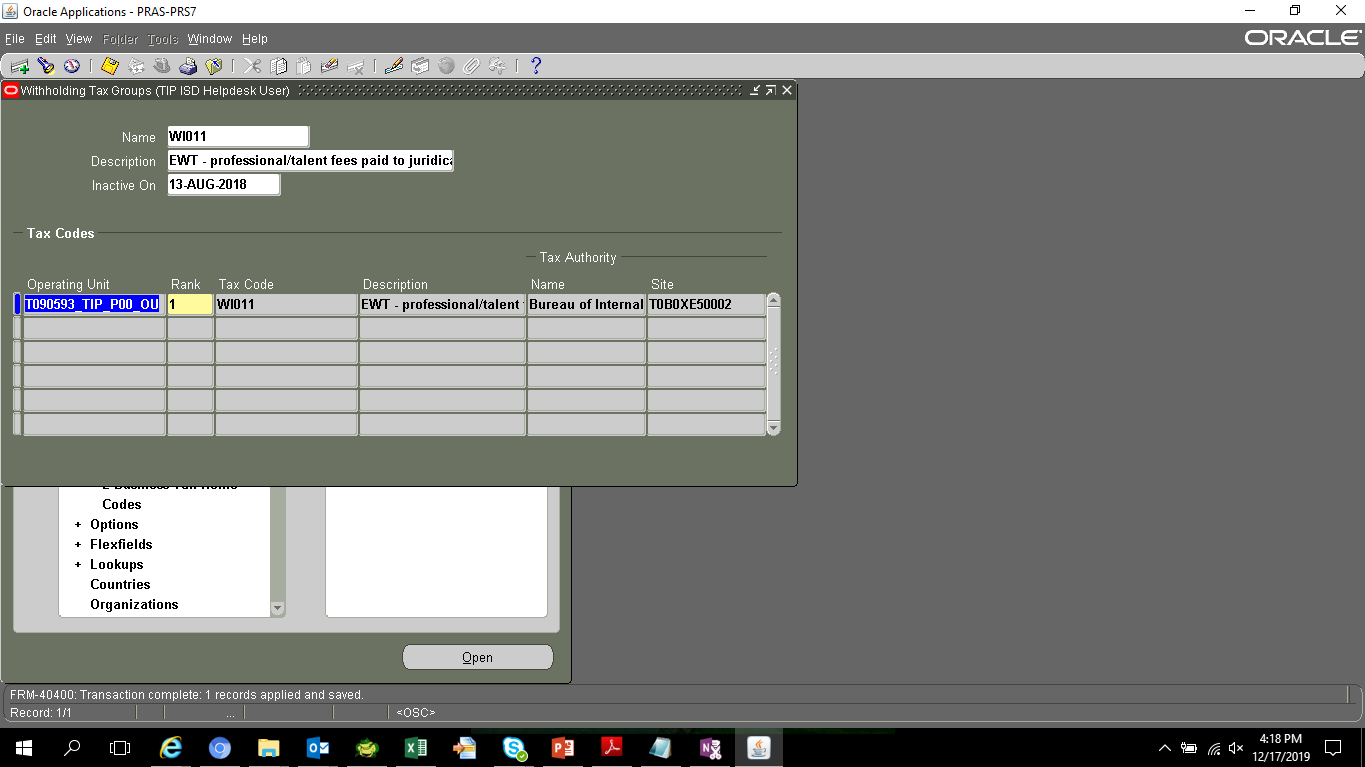 Oracle Applications - PRAS-PRS7
File Edit View Folder Tools Window Help
ORACLE
Withholding Tax Groups (TIP ISD Helpdesk User)
Name WI011
Description EWT - professional/talent fees paid to juridica
Inactive On 13-AUG-2018
Tax Codes
Tax Authority
Operating Unit Rank Tax Code Description Name Site
T090593_TIP_P00_OU 1 WI011 EWT - professional/talent Bureau of Internal T0B0XE50002
Codes
+ Options
+ Flexfields
+ Lookups
Countries
Organizations
Open
FRM-40400: Transaction complete: 1 records applied and saved.
Record: 1/1 ... <OSC>
4:18 PM
12/17/2019